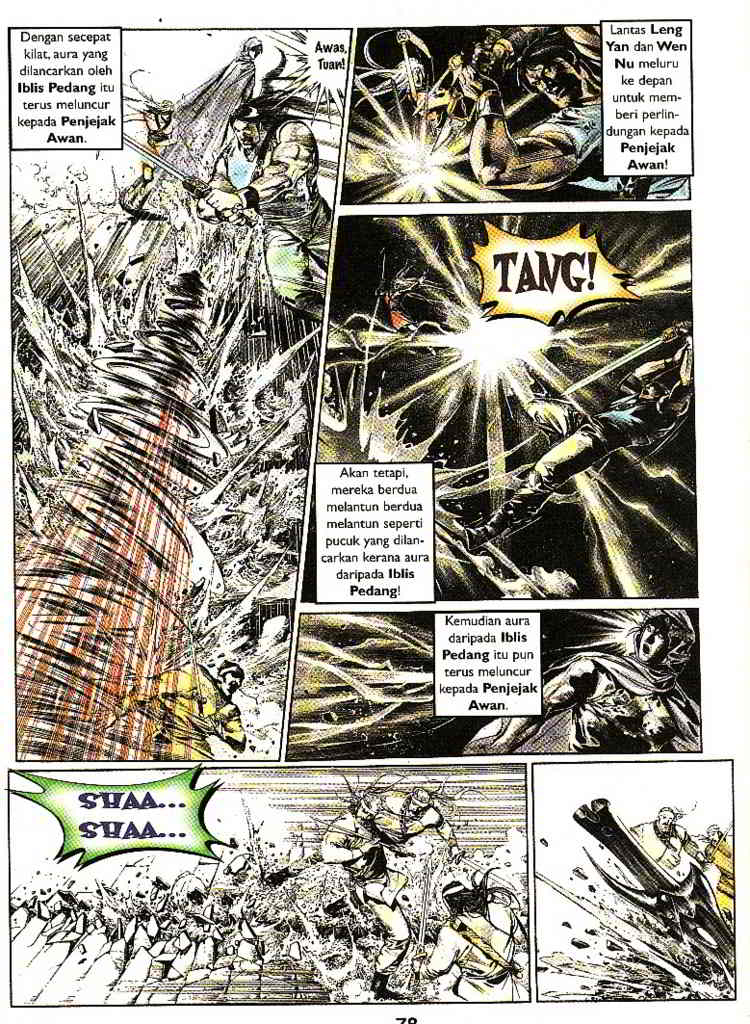 Dengan secepat
kilat, aura yang
dilancarkan oleh
Iblis Pedang itu
terus meluncur
kepada Penjejak
Awan.
Awas,
Tuan!
Lantas Leng
Yan dan Wen
Nu meluru
ke depan
untuk mem-
beri perlin-
dungan kepada
Penjejak
Awan!
TANG!
Akan tetapi,
mereka berdua
melantun berdua
melantun seperti
pucuk yang dilan-
carkan kerana aura
daripada Iblis
Pedang!
Kemudian aura
daripada Iblis
Pedang itu pun
terus meluncur
kepada Penjejak
Awan.
SHAA...
SHAA...
78